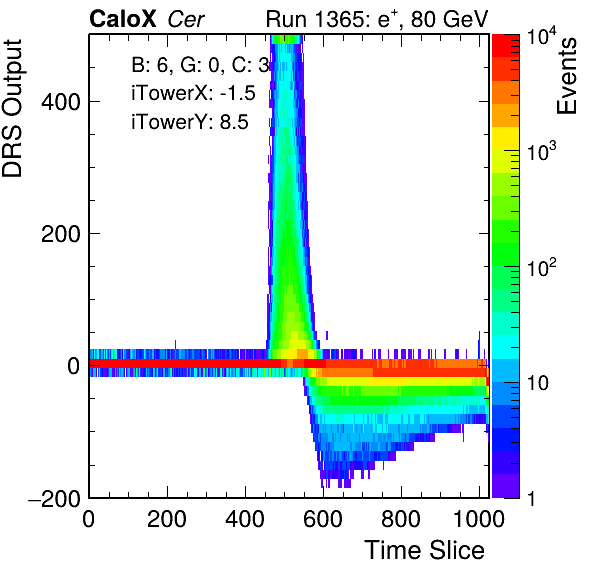 CaloX Cer Run 1365: e⁺, 80 GeV
B: 6, G: 0, C: 3
iTowerX: -1.5
iTowerY: 8.5
DRS Output
400
200
0
−200
0 200 400 600 800 1000
Time Slice
Events
10⁴
10³
10²
10
1